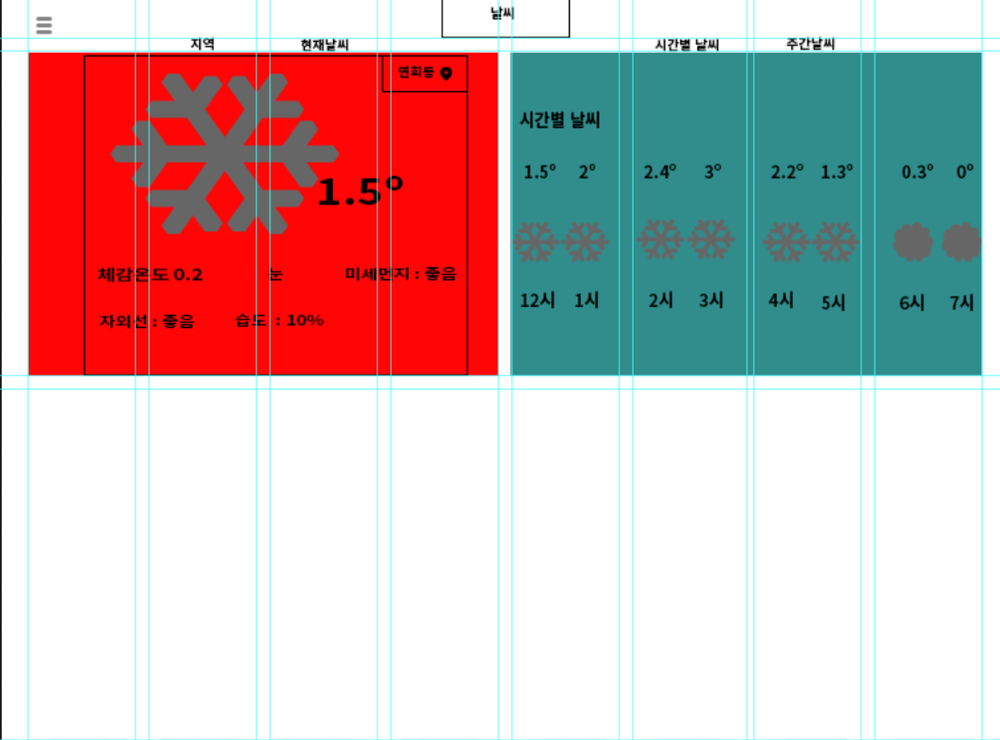 날씨
지역 현재날씨 시간별 날씨 주간날씨
연희동
1.5°
체감온도 0.2 눈 미세먼지 : 좋음
자외선 : 좋음 습도 : 10%
시간별 날씨
1.5° 2° 2.4° 3° 2.2° 1.3° 0.3° 0°
12시 1시 2시 3시 4시 5시 6시 7시